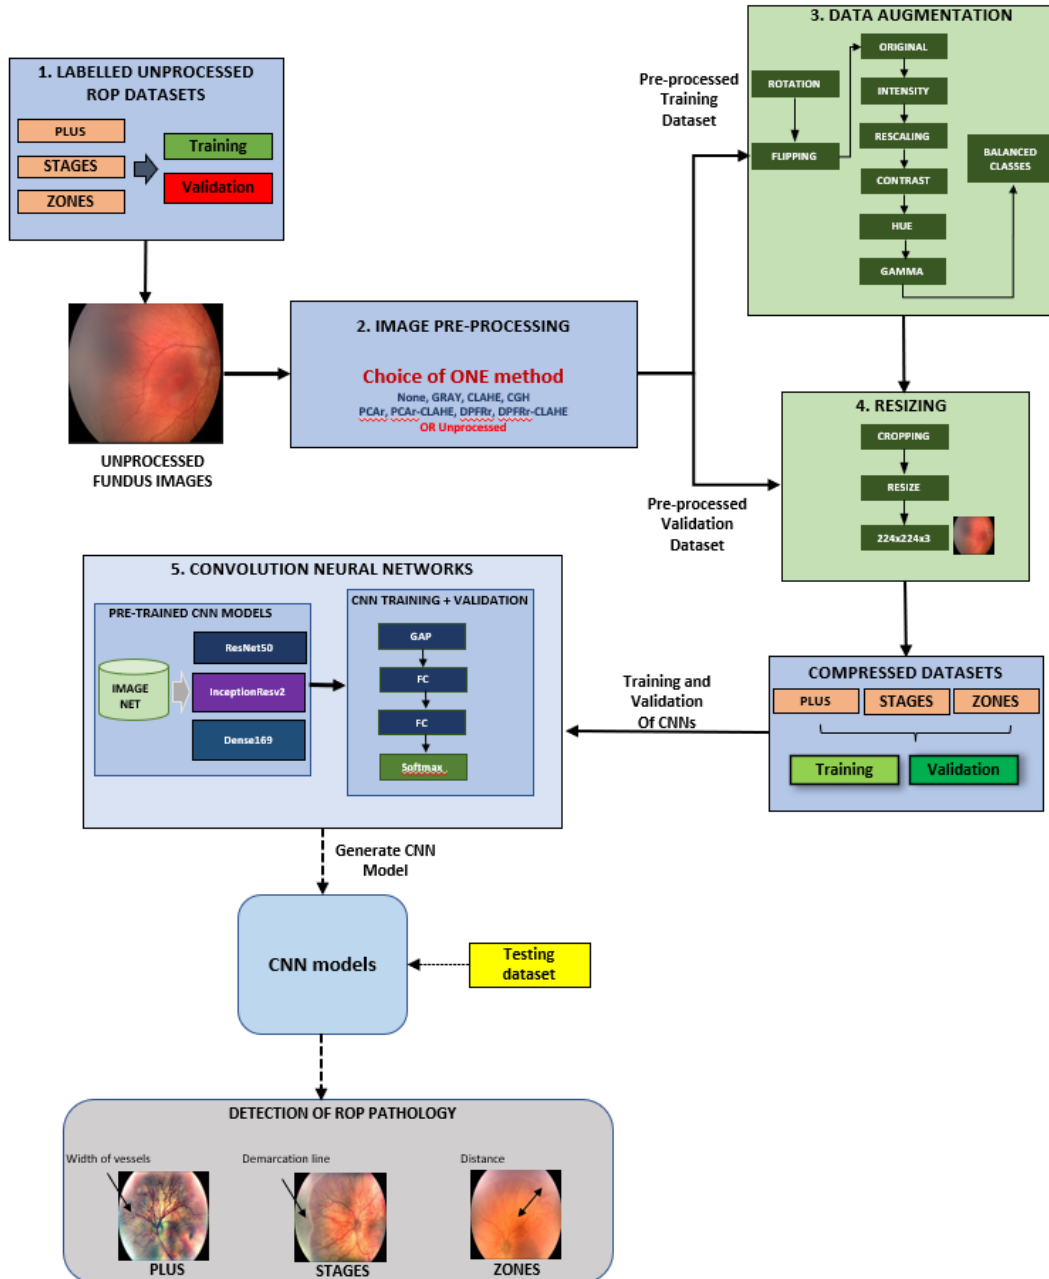 1. LABELLED UNPROCESSED
ROP DATASETS
PLUS
STAGES
ZONES
Training
Validation
UNPROCESSED
FUNDUS IMAGES
2. IMAGE PRE-PROCESSING
Choice of ONE method
None, GRAY, CLAHE, CGH
PCAr, PCAr-CLAHE, DPFRr, DPFRr-CLAHE
OR Unprocessed
Pre-processed
Training
Dataset
3. DATA AUGMENTATION
ROTATION
FLIPPING
ORIGINAL
INTENSITY
RESCALING
CONTRAST
HUE
GAMMA
BALANCED
CLASSES
Pre-processed
Validation
Dataset
4. RESIZING
CROPPING
RESIZE
224x224x3
COMPRESSED DATASETS
PLUS
STAGES
ZONES
Training
Validation
Training and
Validation
Of CNNs
5. CONVOLUTION NEURAL NETWORKS
PRE-TRAINED CNN MODELS
IMAGE
NET
ResNet50
InceptionResv2
Dense169
CNN TRAINING + VALIDATION
GAP
FC
FC
Softmax
Generate CNN
Model
CNN models
Testing
dataset
DETECTION OF ROP PATHOLOGY
Width of vessels
PLUS
Demarcation line
STAGES
Distance
ZONES